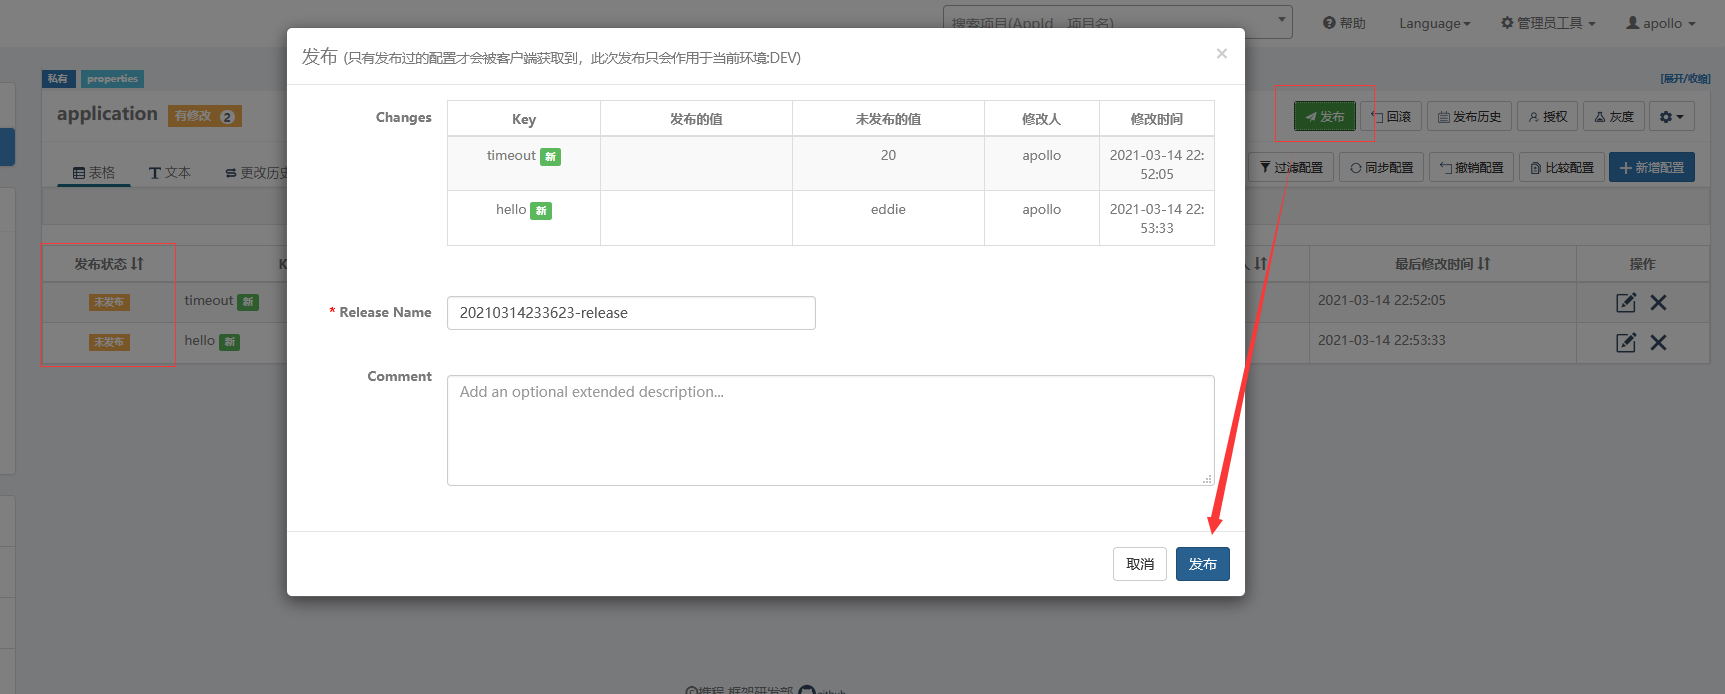 搜索项目(AppId、项目名)
帮助
Language
管理员工具
apollo
私有
properties
[展开/收缩]
application
有修改 2
发布
回滚
发布历史
授权
灰度
表格
文本
更改历史
过滤配置
同步配置
撤销配置
比较配置
新增配置
发布状态
最后修改时间
操作
未发布
timeout 新
2021-03-14 22:52:05
未发布
hello 新
2021-03-14 22:53:33
发布 (只有发布过的配置才会被客户端获取到，此次发布只会作用于当前环境:DEV)
×
Changes
Key
发布的值
未发布的值
修改人
修改时间
timeout 新
20
apollo
2021-03-14 22:
52:05
hello 新
eddie
apollo
2021-03-14 22:
53:33
* Release Name
20210314233623-release
Comment
Add an optional extended description...
取消
发布
©携程 框架研发部 github